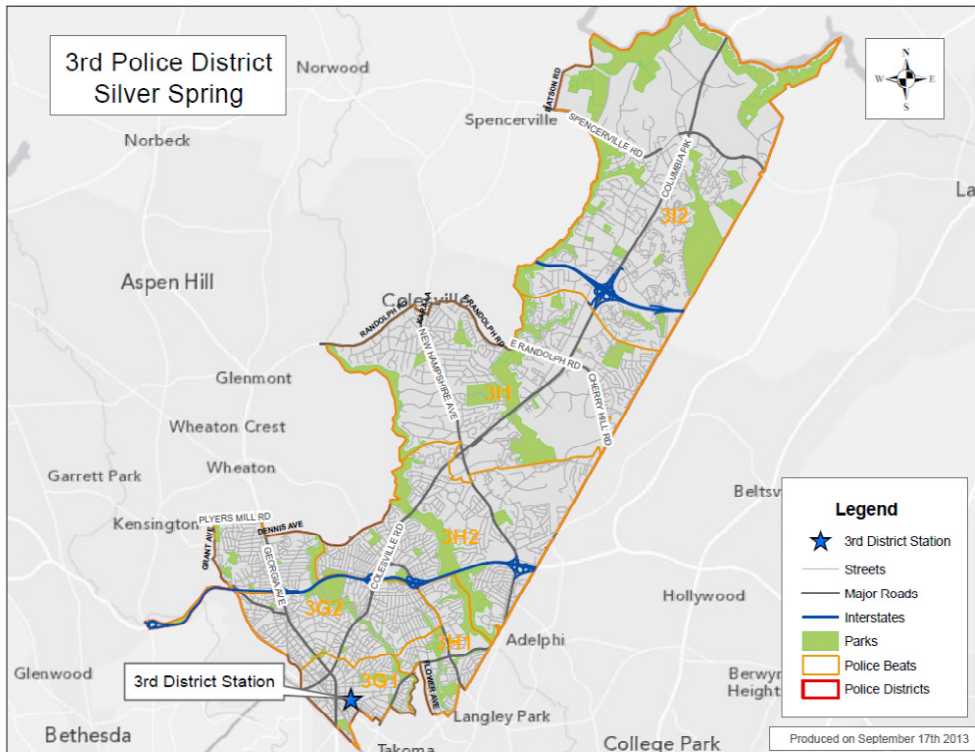 3rd Police District
Silver Spring
Norwood
N
W E
S
BATSON RD
Spencerville
SPENCERVILLE RD
Norbeck
COLUMBIA PIK
La
3I2
Aspen Hill
Colesville
RANDOLPH RD
E RANDOLPH RD
E RANDOLPH RD
NEW HAMPSHIRE AVE
Glenmont
3I1
CHERRY HILL RD
Wheaton Crest
Wheaton
Garrett Park
Beltsv
Kensington
PLYERS MILL RD
DENNIS AVE
GRANT AVE
GEORGIA AVE
COLESVILLE RD
3H2
Legend
3rd District Station
Streets
Major Roads
Interstates
Parks
Police Beats
Police Districts
Hollywood
3G2
3H1
Adelphi
Glenwood
3rd District Station
3G1
FLOWER AVE
Berwyn
Height
Langley Park
Bethesda
Takoma
College Park
Produced on September 17th 2013